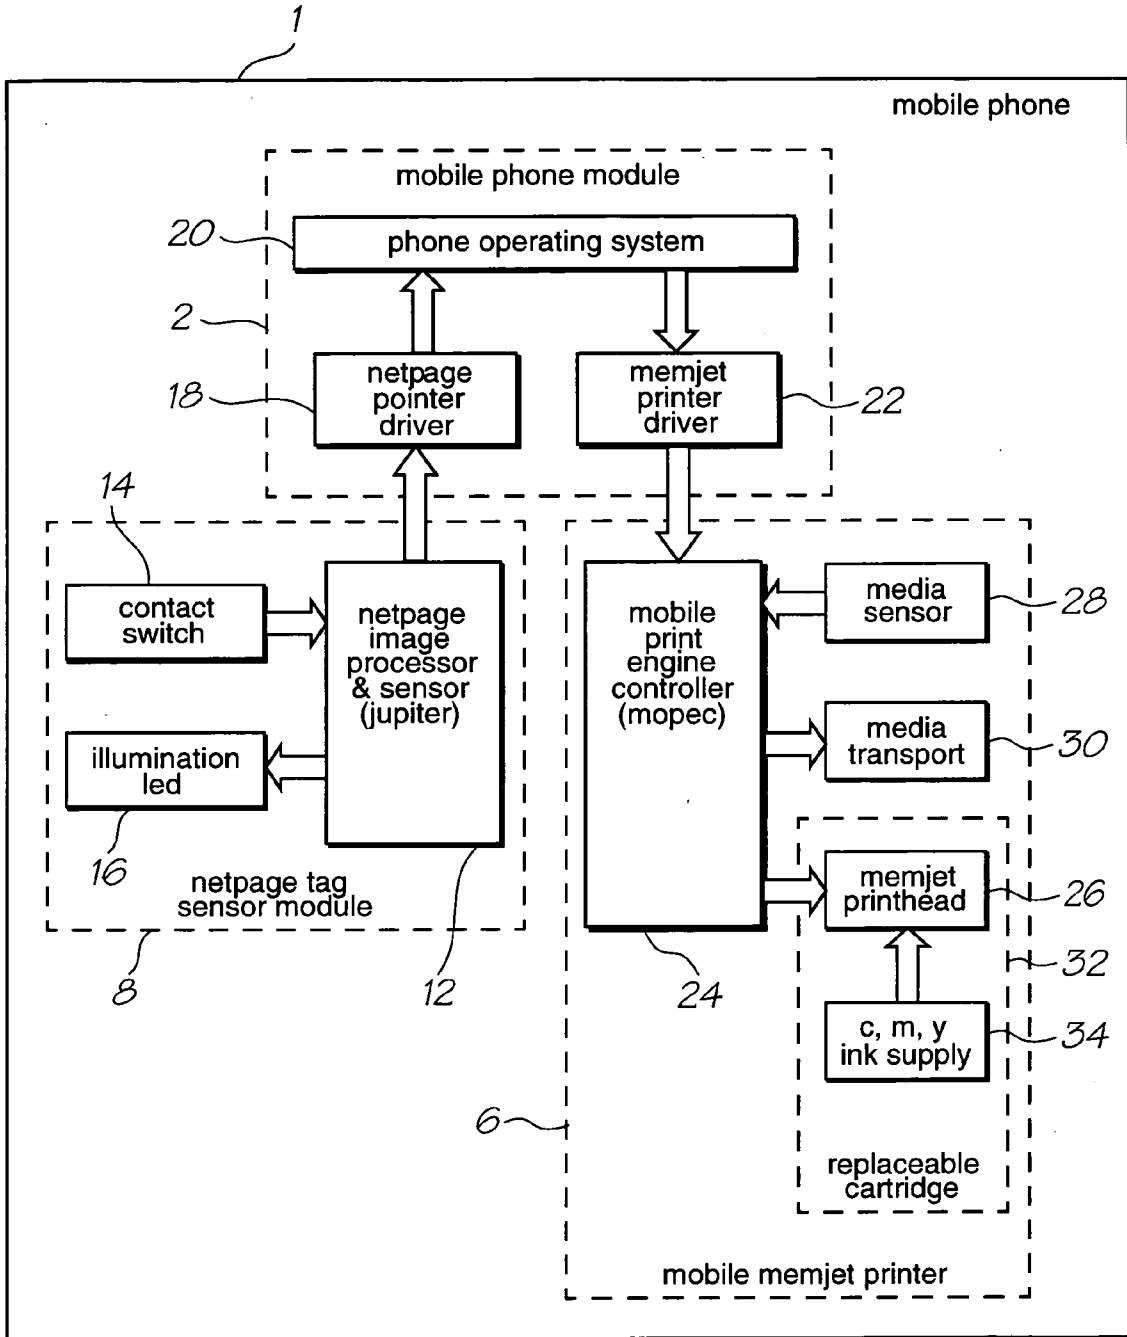 1
mobile phone
mobile phone module
20
phone operating system
2
18
netpage
pointer
driver
memjet
printer
driver
22
14
contact
switch
netpage
image
processor
& sensor
(jupiter)
illumination
led
16
netpage tag
sensor module
8
12
mobile
print
engine
controller
(mopec)
media
sensor
28
media
transport
30
memjet
printhead
26
24
32
c, m, y
ink supply
34
6
replaceable
cartridge
mobile memjet printer